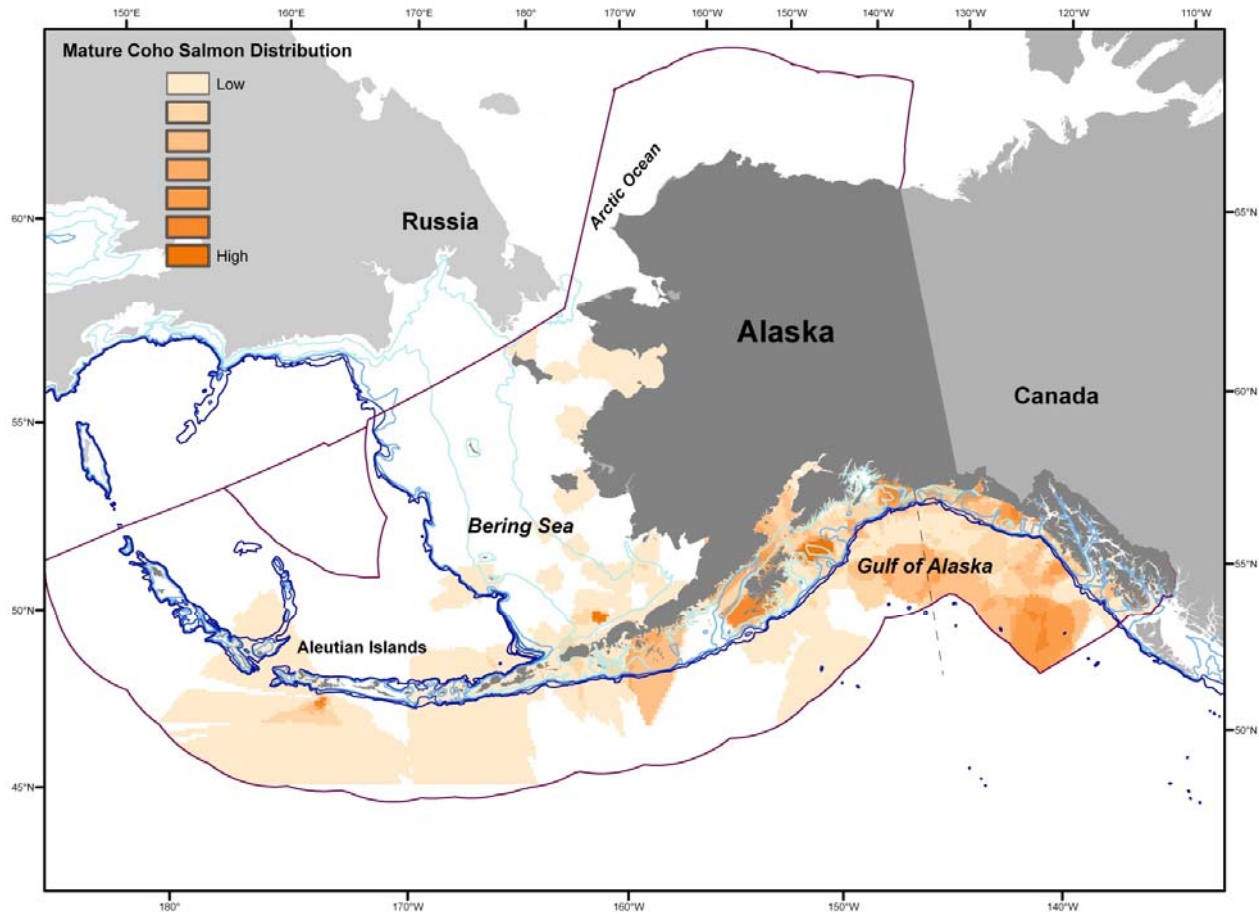 150°E 160°E 180° 170°W 160°W 150°W 140°W 130°W 120°W 110°W
Mature Coho Salmon Distribution
Low
High
Arctic Ocean
60°N
Russia
65°N
Alaska
60°N
Canada
55°N
Bering Sea
55°N
Gulf of Alaska
50°N
Aleutian Islands
50°N
45°N
180° 170°W 160°W 150°W 140°W